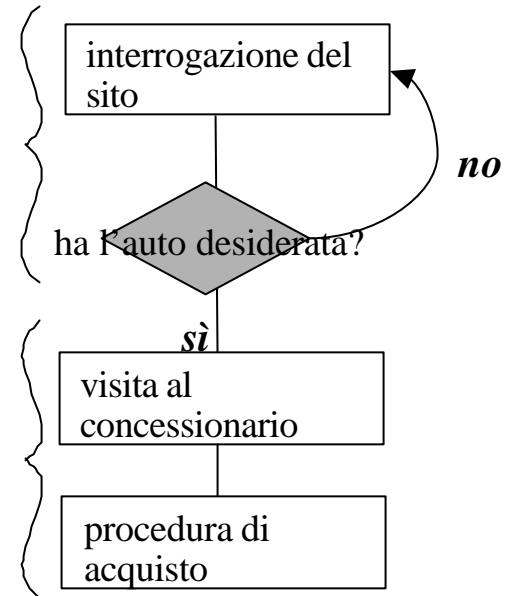 interrogazione del
sito
no
ha l'auto desiderata?
sì
visita al
concessionario
procedura di
acquisto